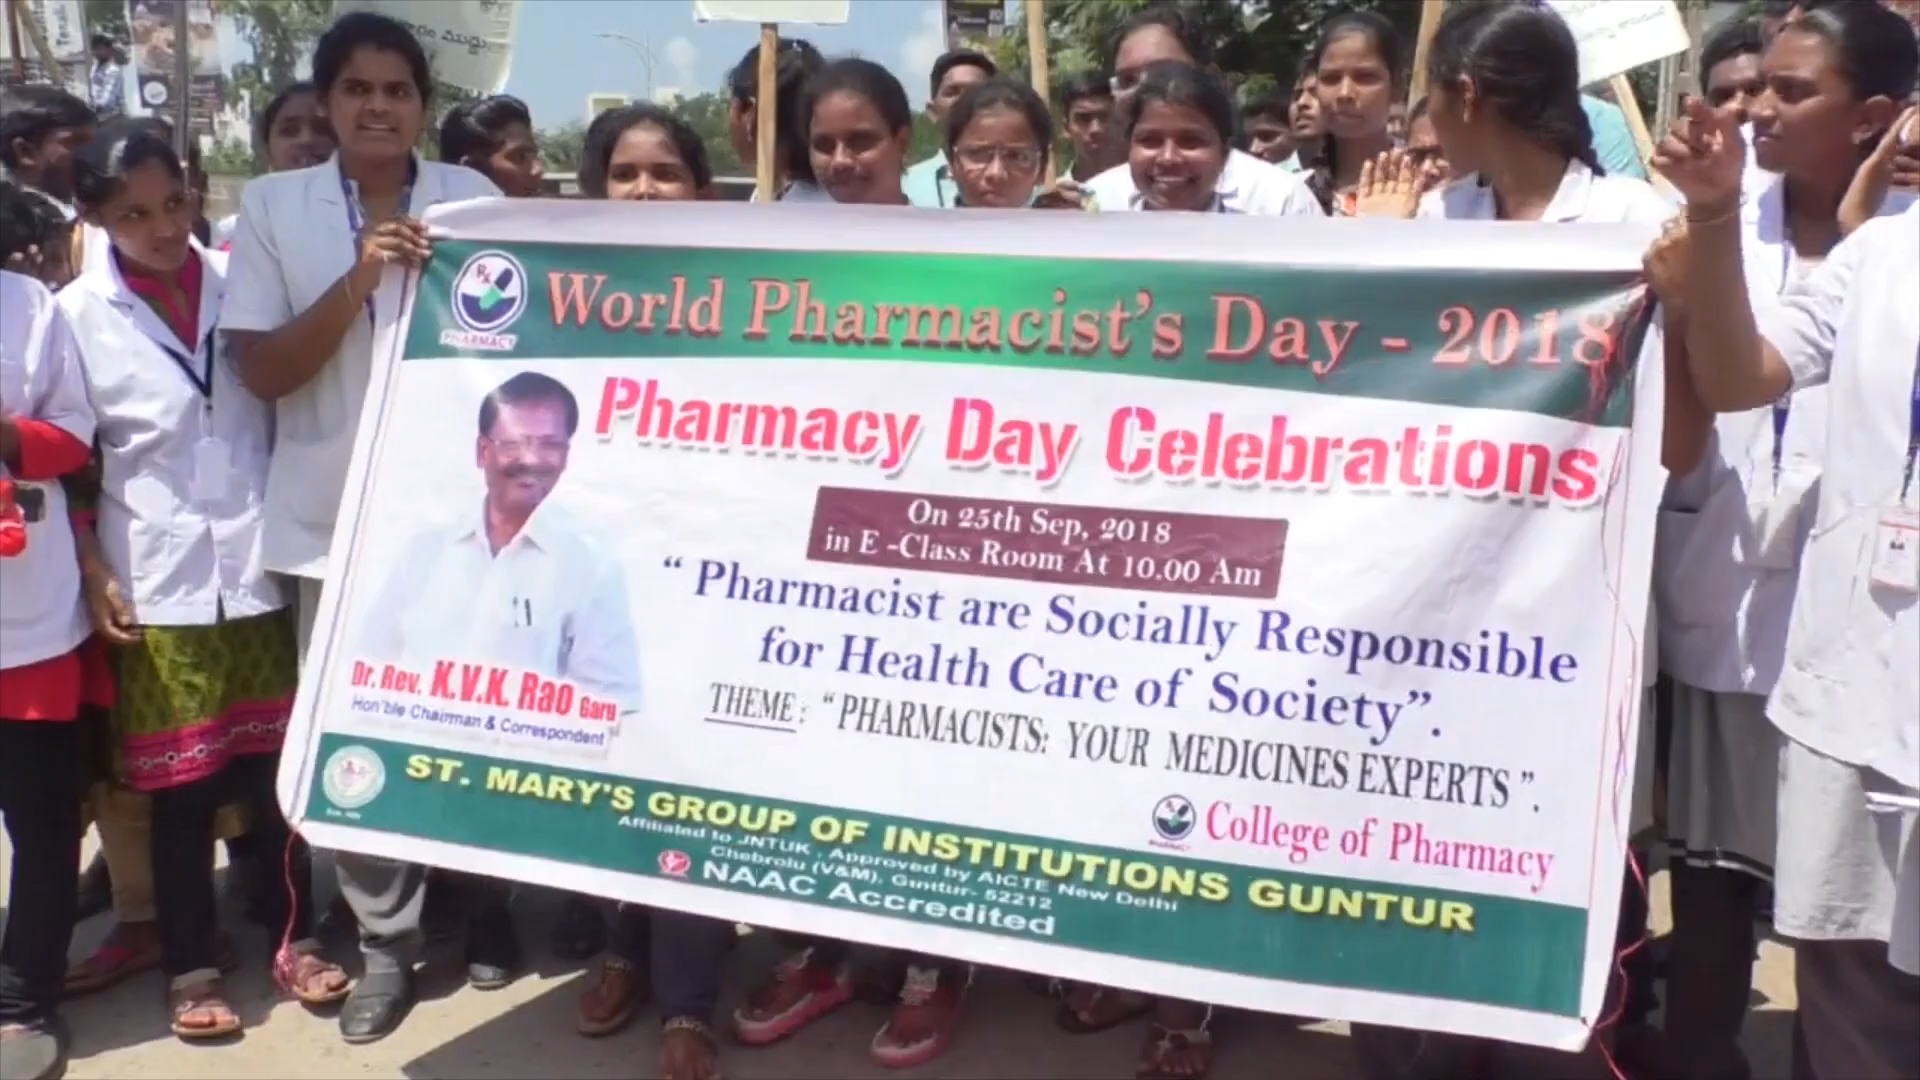 ముద్దు
World Pharmacist's Day - 2018
PHARMACY
Pharmacy Day Celebrations
On 25th Sep, 2018
in E -Class Room At 10.00 Am
“ Pharmacist are Socially Responsible
for Health Care of Society”.
THEME: “PHARMACISTS: YOUR MEDICINES EXPERTS”.
Dr. Rev. K.V.K. Rao Garu
Hon'ble Chairman & Correspondent
College of Pharmacy
ST. MARY'S GROUP OF INSTITUTIONS GUNTUR
Affiliated to JNTUK , Approved by AICTE New Delhi
Chebrolu (V&M), Guntur- 52212
NAAC Accredited